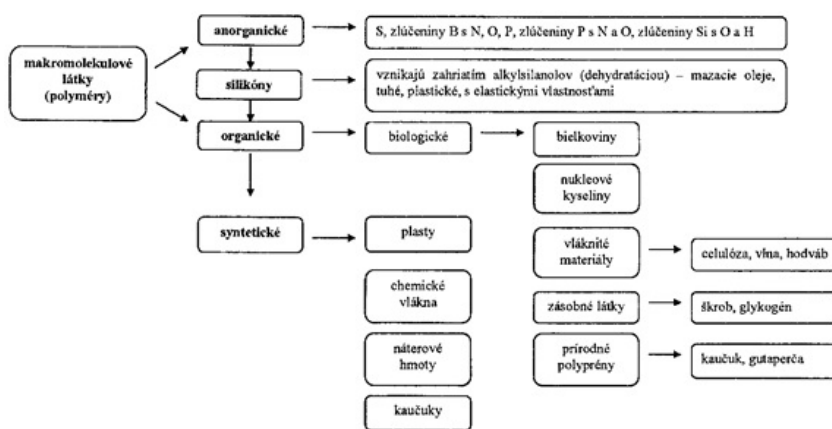 anorganické
S, zlúčeniny B s N, O, P, zlúčeniny P s N a O, zlúčeniny Si s O a H
makromolekulové
látky
(polyméry)
silikóny
vznikajú zahriatím alkylsilanolov (dehydratáciou) – mazacie oleje,
tuhé, plastické, s elastickými vlastnosťami
organické
biologické
bielkoviny
nukleové
kyseliny
syntetické
plasty
vláknité
materiály
celulóza, vlna, hodváb
chemické
vlákna
zásobné látky
škrob, glykogén
náterové
hmoty
prírodné
polyprény
kaučuk, gutaperča
kaučuky